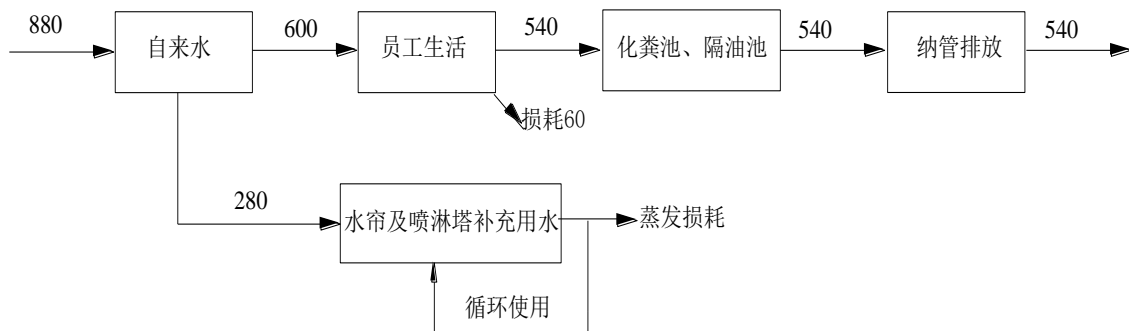 880
自来水
600
员工生活
540
化粪池、隔油池
540
纳管排放
540
损耗60
280
水帘及喷淋塔补充用水
蒸发损耗
循环使用